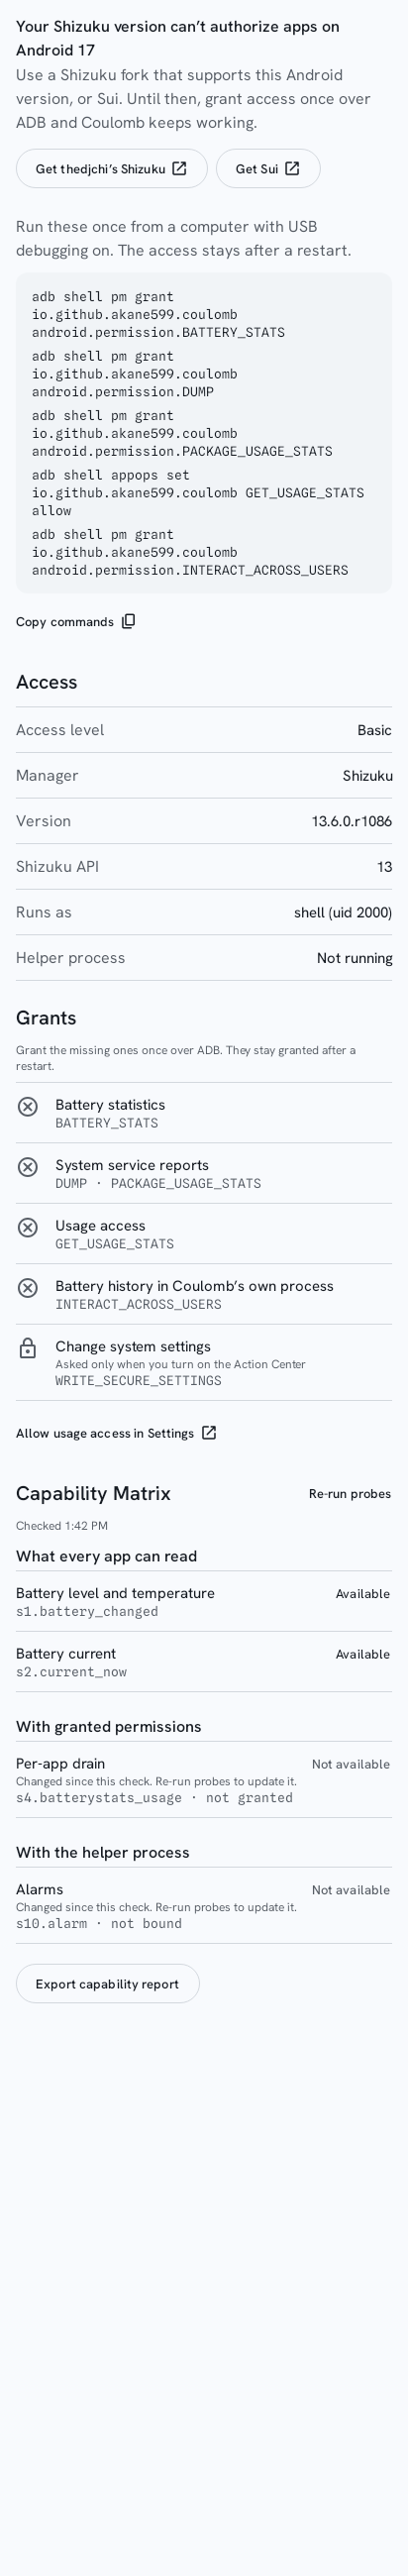 Your Shizuku version can’t authorize apps on
Android 17
Use a Shizuku fork that supports this Android
version, or Sui. Until then, grant access once over
ADB and Coulomb keeps working.
Get thedjchi’s Shizuku
Get Sui
Run these once from a computer with USB
debugging on. The access stays after a restart.
adb shell pm grant
io.github.akane599.coulomb
android.permission.BATTERY_STATS
adb shell pm grant
io.github.akane599.coulomb
android.permission.DUMP
adb shell pm grant
io.github.akane599.coulomb
android.permission.PACKAGE_USAGE_STATS
adb shell appops set
io.github.akane599.coulomb GET_USAGE_STATS
allow
adb shell pm grant
io.github.akane599.coulomb
android.permission.INTERACT_ACROSS_USERS
Copy commands
Access
Access level Basic
Manager Shizuku
Version 13.6.0.r1086
Shizuku API 13
Runs as shell (uid 2000)
Helper process Not running
Grants
Grant the missing ones once over ADB. They stay granted after a
restart.
Battery statistics
BATTERY_STATS
System service reports
DUMP · PACKAGE_USAGE_STATS
Usage access
GET_USAGE_STATS
Battery history in Coulomb’s own process
INTERACT_ACROSS_USERS
Change system settings
Asked only when you turn on the Action Center
WRITE_SECURE_SETTINGS
Allow usage access in Settings
Capability Matrix Re-run probes
Checked 1:42 PM
What every app can read
Battery level and temperature Available
s1.battery_changed
Battery current Available
s2.current_now
With granted permissions
Per-app drain Not available
Changed since this check. Re-run probes to update it.
s4.batterystats_usage · not granted
With the helper process
Alarms Not available
Changed since this check. Re-run probes to update it.
s10.alarm · not bound
Export capability report